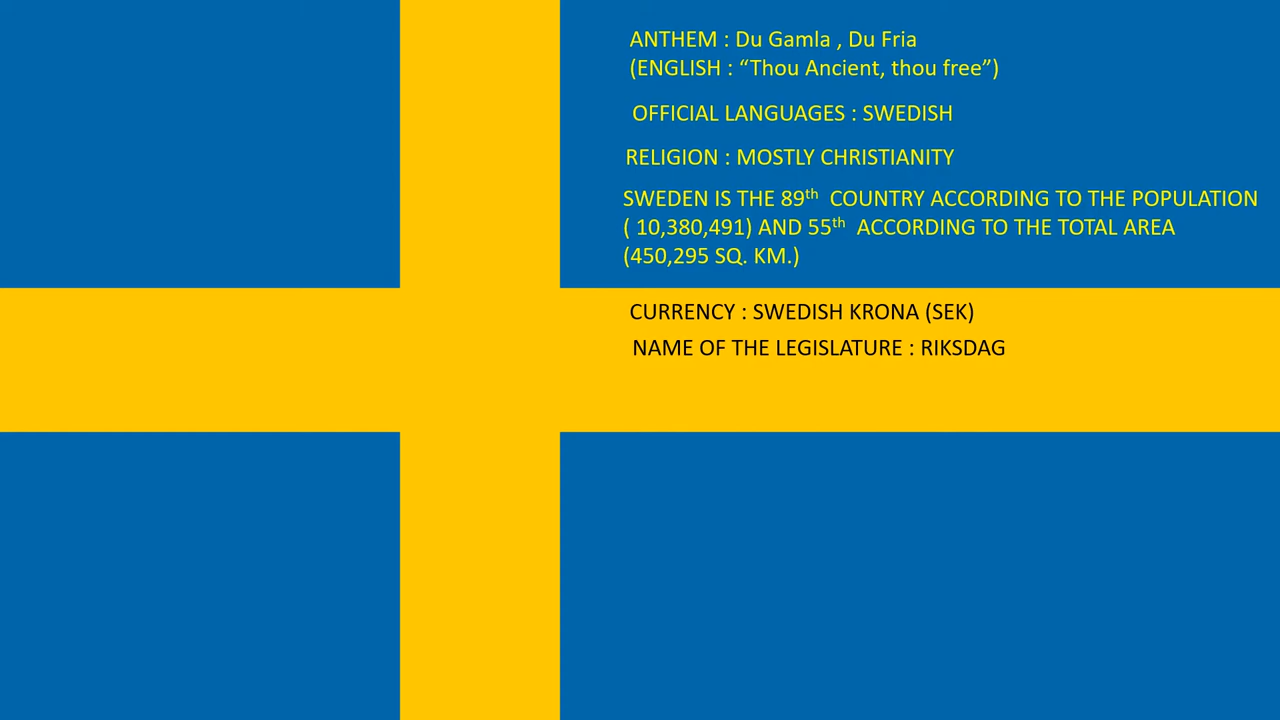 ANTHEM : Du Gamla , Du Fria
(ENGLISH : “Thou Ancient, thou free”)
OFFICIAL LANGUAGES : SWEDISH
RELIGION : MOSTLY CHRISTIANITY
SWEDEN IS THE 89th COUNTRY ACCORDING TO THE POPULATION
( 10,380,491) AND 55th ACCORDING TO THE TOTAL AREA
(450,295 SQ. KM.)
CURRENCY : SWEDISH KRONA (SEK)
NAME OF THE LEGISLATURE : RIKSDAG